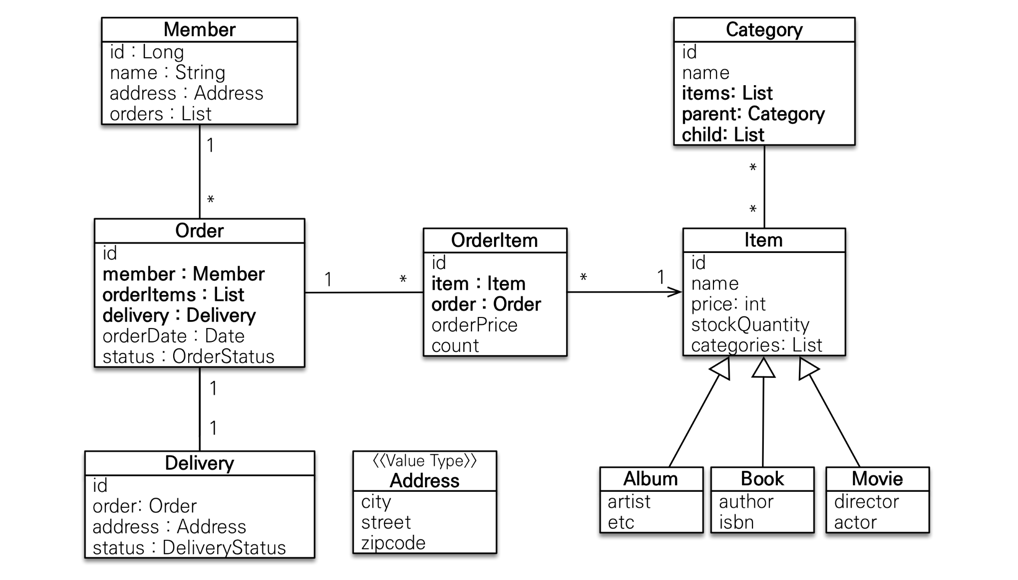 Member
id : Long
name : String
address : Address
orders : List
1
*
Category
id
name
items: List
parent: Category
child: List
*
*
Order
id
member : Member
orderItems : List
delivery : Delivery
orderDate : Date
status : OrderStatus
1
*
OrderItem
id
item : Item
order : Order
orderPrice
count
*
1
Item
id
name
price: int
stockQuantity
categories: List
1
1
Delivery
id
order: Order
address : Address
status : DeliveryStatus
《Value Type》
Address
city
street
zipcode
Album
artist
etc
Book
author
isbn
Movie
director
actor